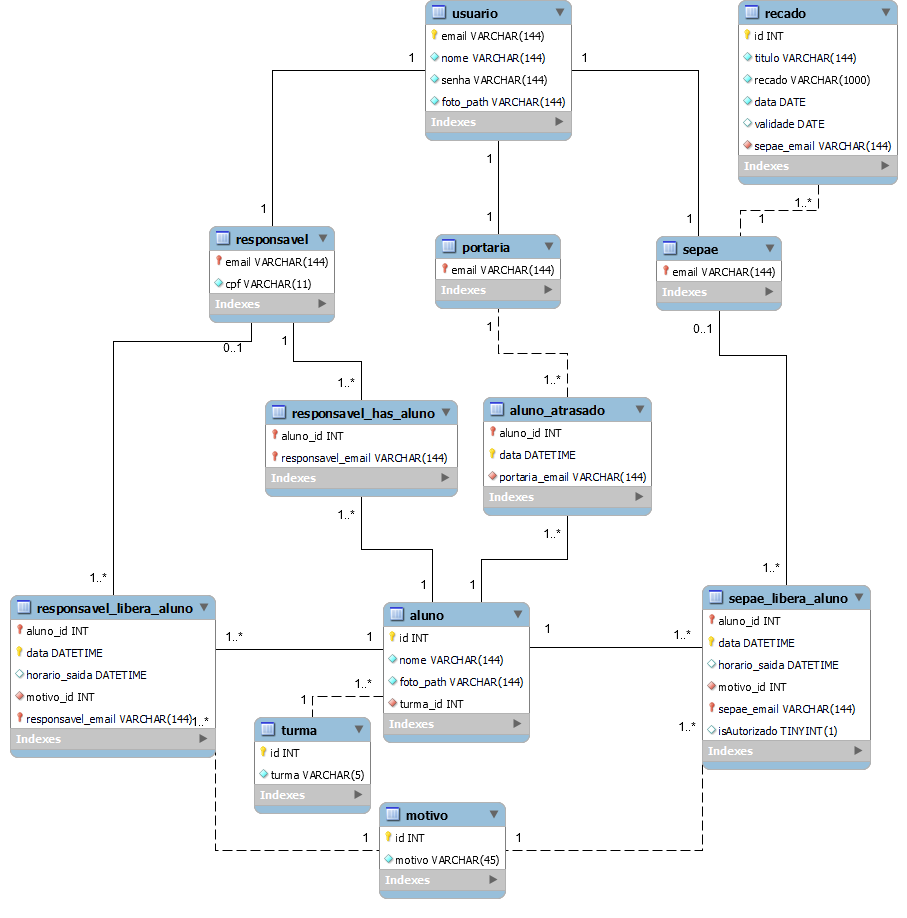 usuario
email VARCHAR(144)
nome VARCHAR(144)
senha VARCHAR(144)
foto_path VARCHAR(144)
Indexes
recado
id INT
titulo VARCHAR(144)
recado VARCHAR(1000)
data DATE
validade DATE
sepae_email VARCHAR(144)
Indexes
1
1
1
1..*
1
1
1
1
responsavel
email VARCHAR(144)
cpf VARCHAR(11)
Indexes
portaria
email VARCHAR(144)
Indexes
sepae
email VARCHAR(144)
Indexes
0..1
1
1
0..1
1..*
1..*
responsavel_has_aluno
aluno_id INT
responsavel_email VARCHAR(144)
Indexes
aluno_atrasado
aluno_id INT
data DATETIME
portaria_email VARCHAR(144)
Indexes
1..*
1..*
1..*
1..*
1
1
responsavel_libera_aluno
aluno_id INT
data DATETIME
horario_saida DATETIME
motivo_id INT
responsavel_email VARCHAR(144)
Indexes
1..*
1..*
1
aluno
id INT
nome VARCHAR(144)
foto_path VARCHAR(144)
turma_id INT
Indexes
1
1..*
sepae_libera_aluno
aluno_id INT
data DATETIME
horario_saida DATETIME
motivo_id INT
sepae_email VARCHAR(144)
isAutorizado TINYINT(1)
Indexes
1..*
1..*
1
turma
id INT
turma VARCHAR(5)
Indexes
1
motivo
id INT
motivo VARCHAR(45)
Indexes
1